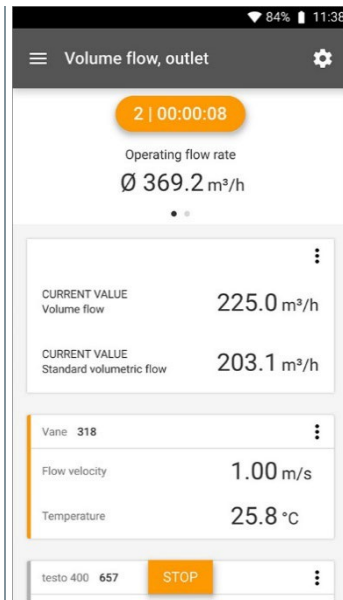 84% 11:38
Volume flow, outlet
2 | 00:00:08
Operating flow rate
Ø 369.2 m³/h
CURRENT VALUE
Volume flow
225.0 m³/h
CURRENT VALUE
Standard volumetric flow
203.1 m³/h
Vane 318
Flow velocity
1.00 m/s
Temperature
25.8 °C
testo 400 657
STOP